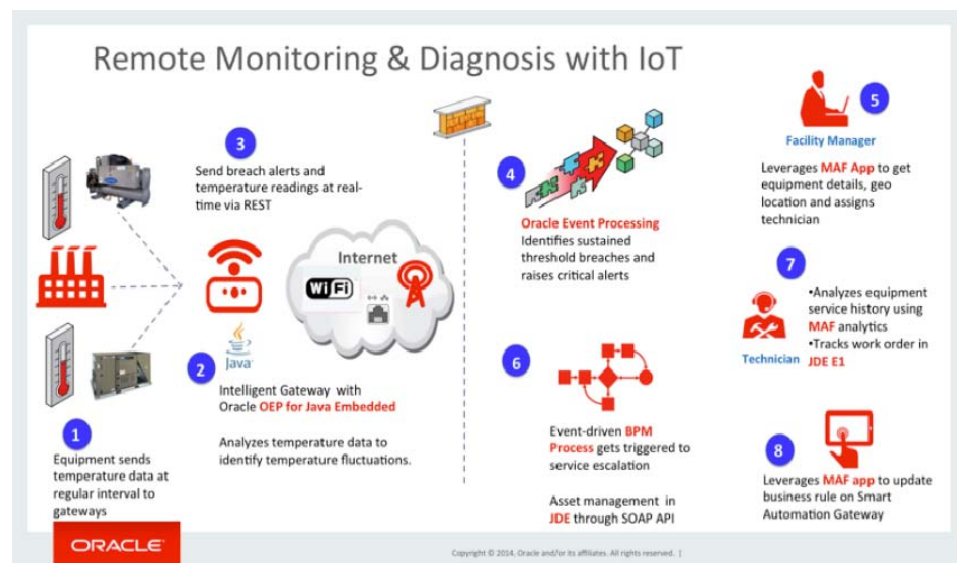 Remote Monitoring & Diagnosis with IoT
3
Send breach alerts and
temperature readings at real-
time via REST
Internet
Wi Fi
Java
2
Intelligent Gateway with
Oracle OEP for Java Embedded
Analyzes temperature data to
identify temperature fluctuations.
1
Equipment sends
temperature data at
regular interval to
gateways
4
Oracle Event Processing
Identifies sustained
threshold breaches and
raises critical alerts
6
Event-driven BPM
Process gets triggered to
service escalation
Asset management in
JDE through SOAP API
5
Facility Manager
Leverages MAF App to get
equipment details, geo
location and assigns
technician
7
•Analyzes equipment
service history using
MAF analytics
•Tracks work order in
JDE E1
Technician
8
Leverages MAF app to update
business rule on Smart
Automation Gateway
ORACLE
Copyright © 2014, Oracle and/or its affiliates. All rights reserved. |